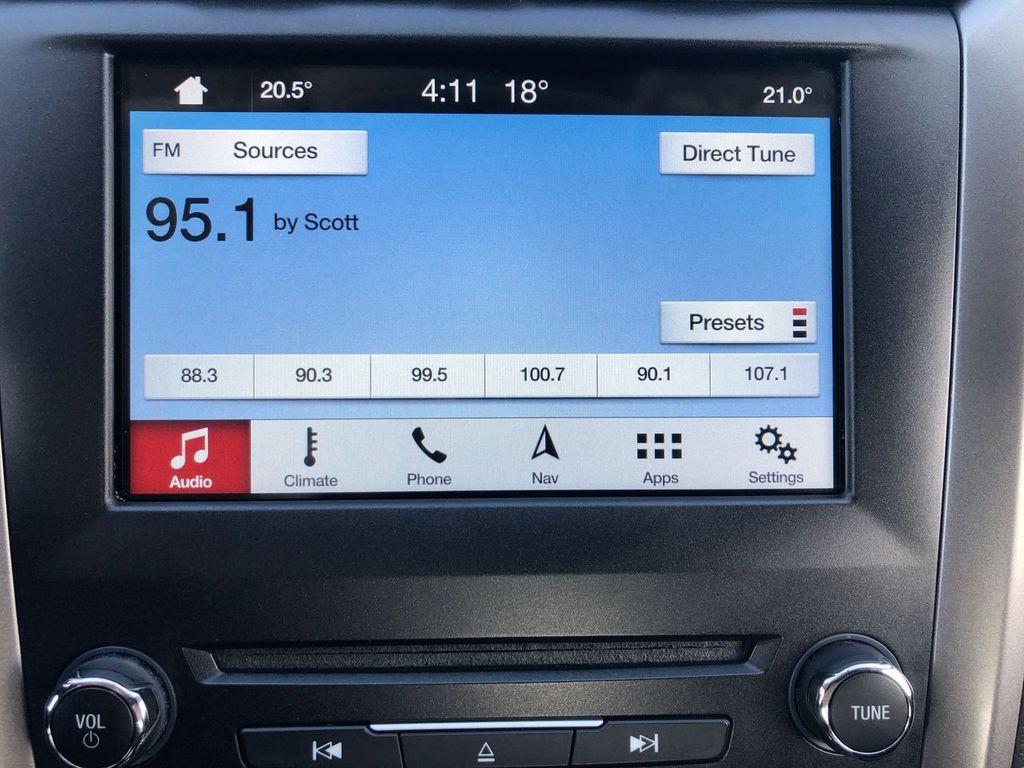 20.5° 4:11 18° 21.0°
FM Sources Direct Tune
95.1 by Scott
Presets
88.3 90.3 99.5 100.7 90.1 107.1
Audio Climate Phone Nav Apps Settings
VOL TUNE